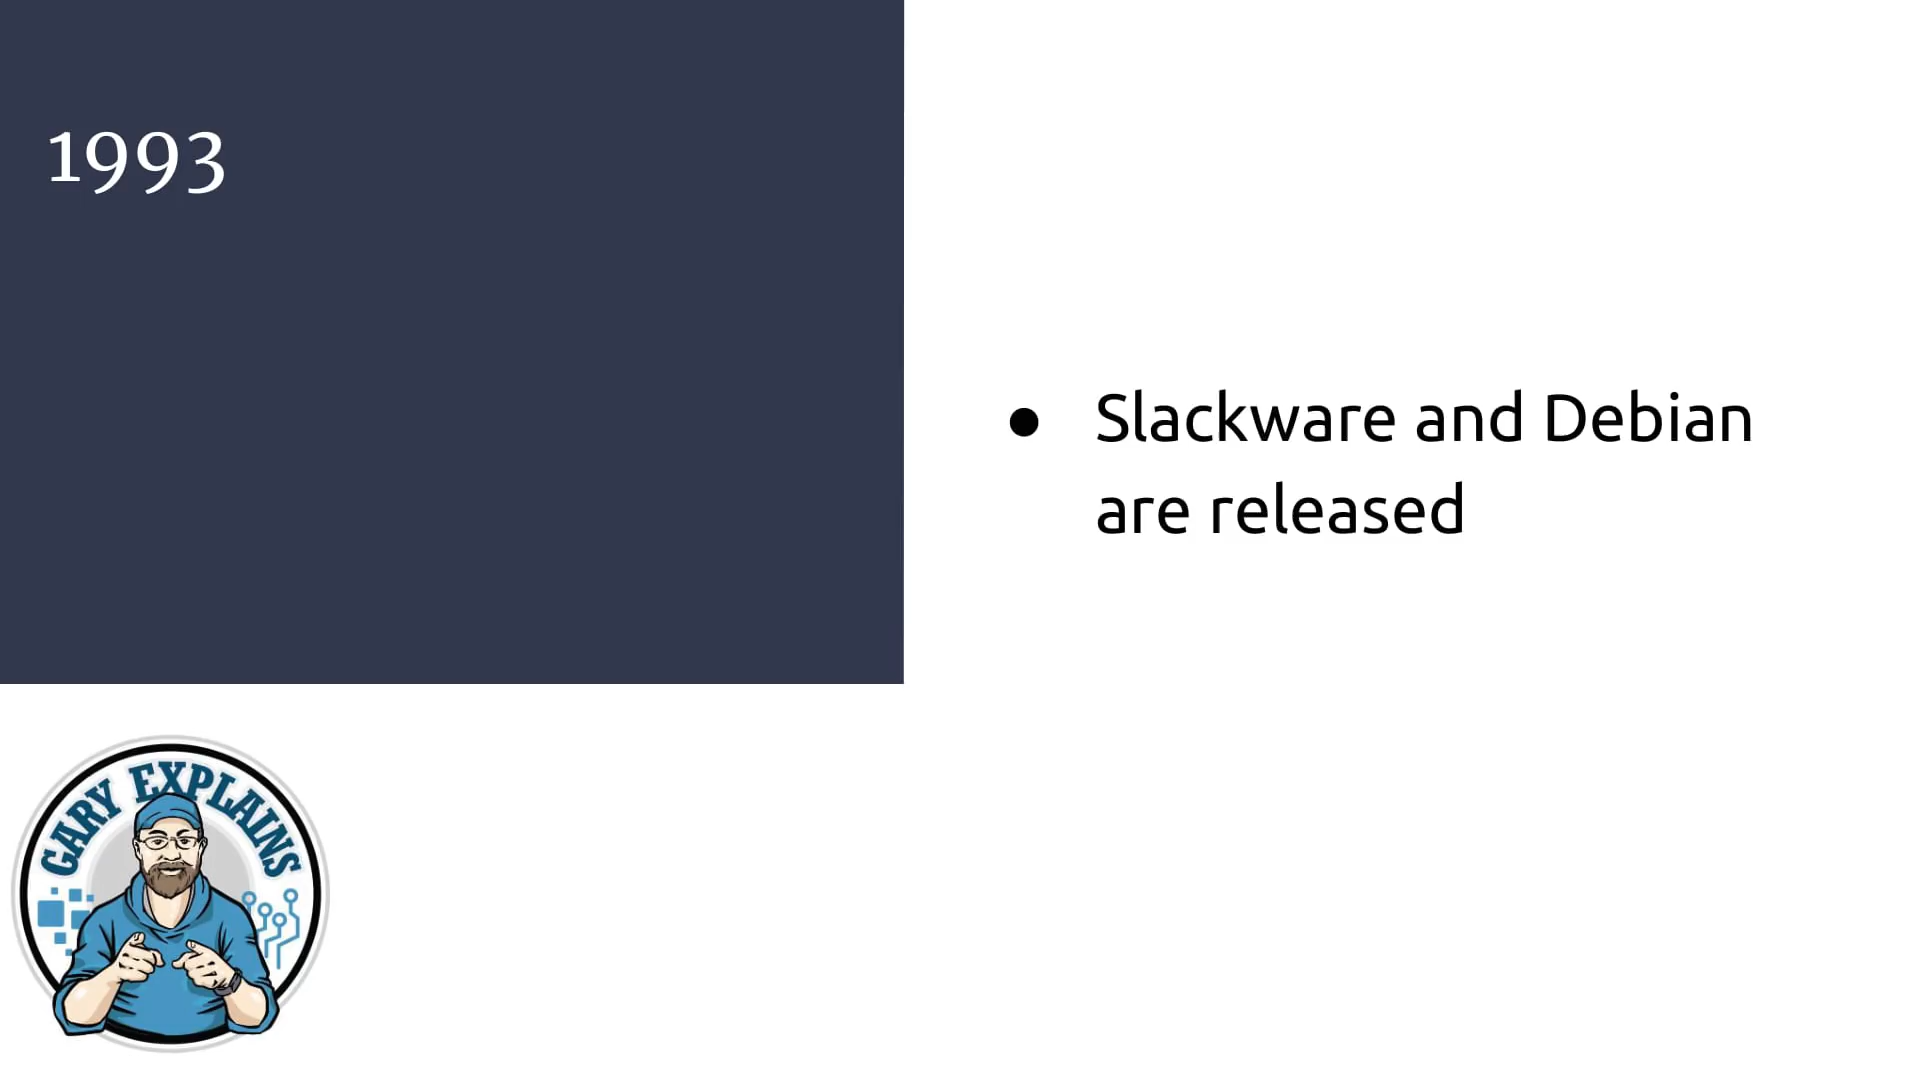 1993
● Slackware and Debian
are released
GARY EXPLAINS